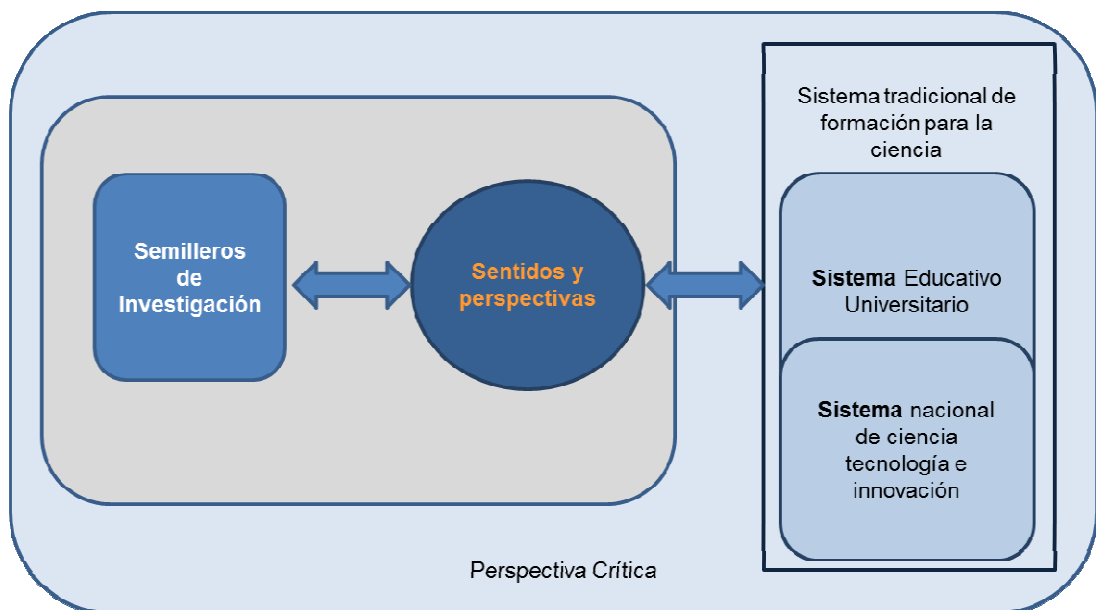 Semilleros
de
Investigación
Sentidos y
perspectivas
Sistema tradicional de
formación para la
ciencia
Sistema Educativo
Universitario
Sistema nacional
de ciencia
tecnología e
innovación
Perspectiva Crítica